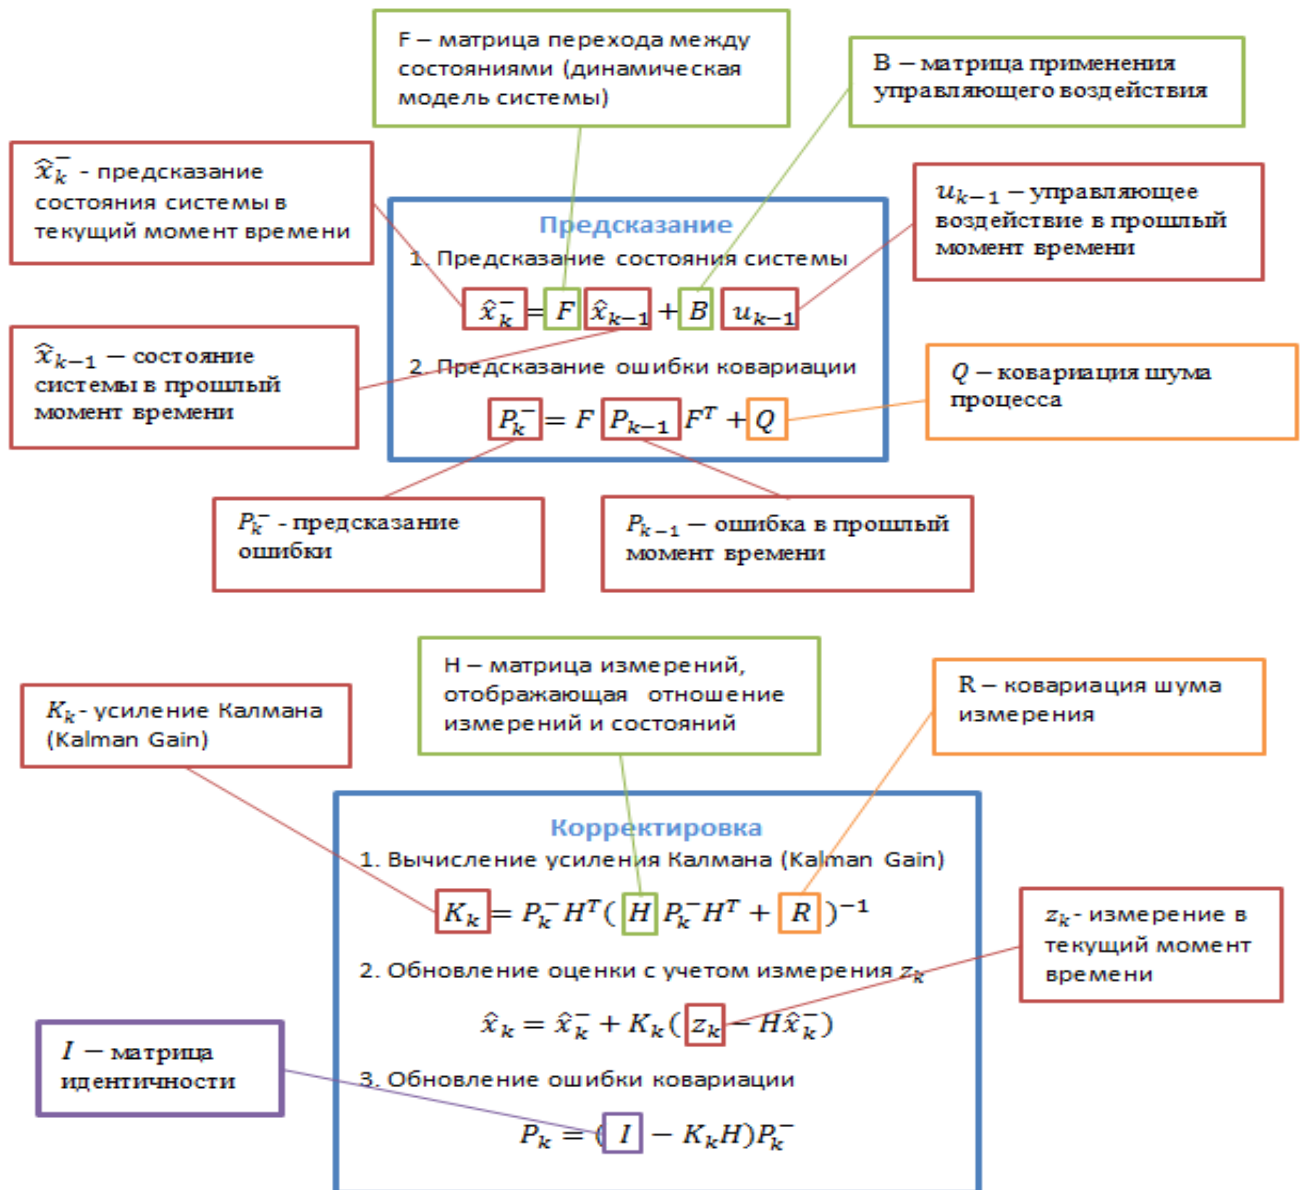 F – матрица перехода между
состояниями (динамическая
модель системы)
B – матрица применения
управляющего воздействия
x̂ₖ⁻ - предсказание
состояния системы в
текущий момент времени
uₖ₋₁ – управляющее
воздействие в прошлый
момент времени
Предсказание
1. Предсказание состояния системы
x̂ₖ⁻ = F x̂ₖ₋₁ + B uₖ₋₁
x̂ₖ₋₁ – состояние
системы в прошлый
момент времени
2. Предсказание ошибки ковариации
Pₖ⁻ = F Pₖ₋₁ Fᵀ + Q
Q – ковариация шума
процесса
Pₖ⁻ - предсказание
ошибки
Pₖ₋₁ – ошибка в прошлый
момент времени
H – матрица измерений,
отображающая отношение
измерений и состояний
R – ковариация шума
измерения
Kₖ- усиление Калмана
(Kalman Gain)
Корректировка
1. Вычисление усиления Калмана (Kalman Gain)
Kₖ = Pₖ⁻Hᵀ( H Pₖ⁻Hᵀ + R )⁻¹
zₖ- измерение в
текущий момент
времени
2. Обновление оценки с учетом измерения zₖ
x̂ₖ = x̂ₖ⁻ + Kₖ( zₖ − Hx̂ₖ⁻)
I – матрица
идентичности
3. Обновление ошибки ковариации
Pₖ = ( I − KₖH)Pₖ⁻